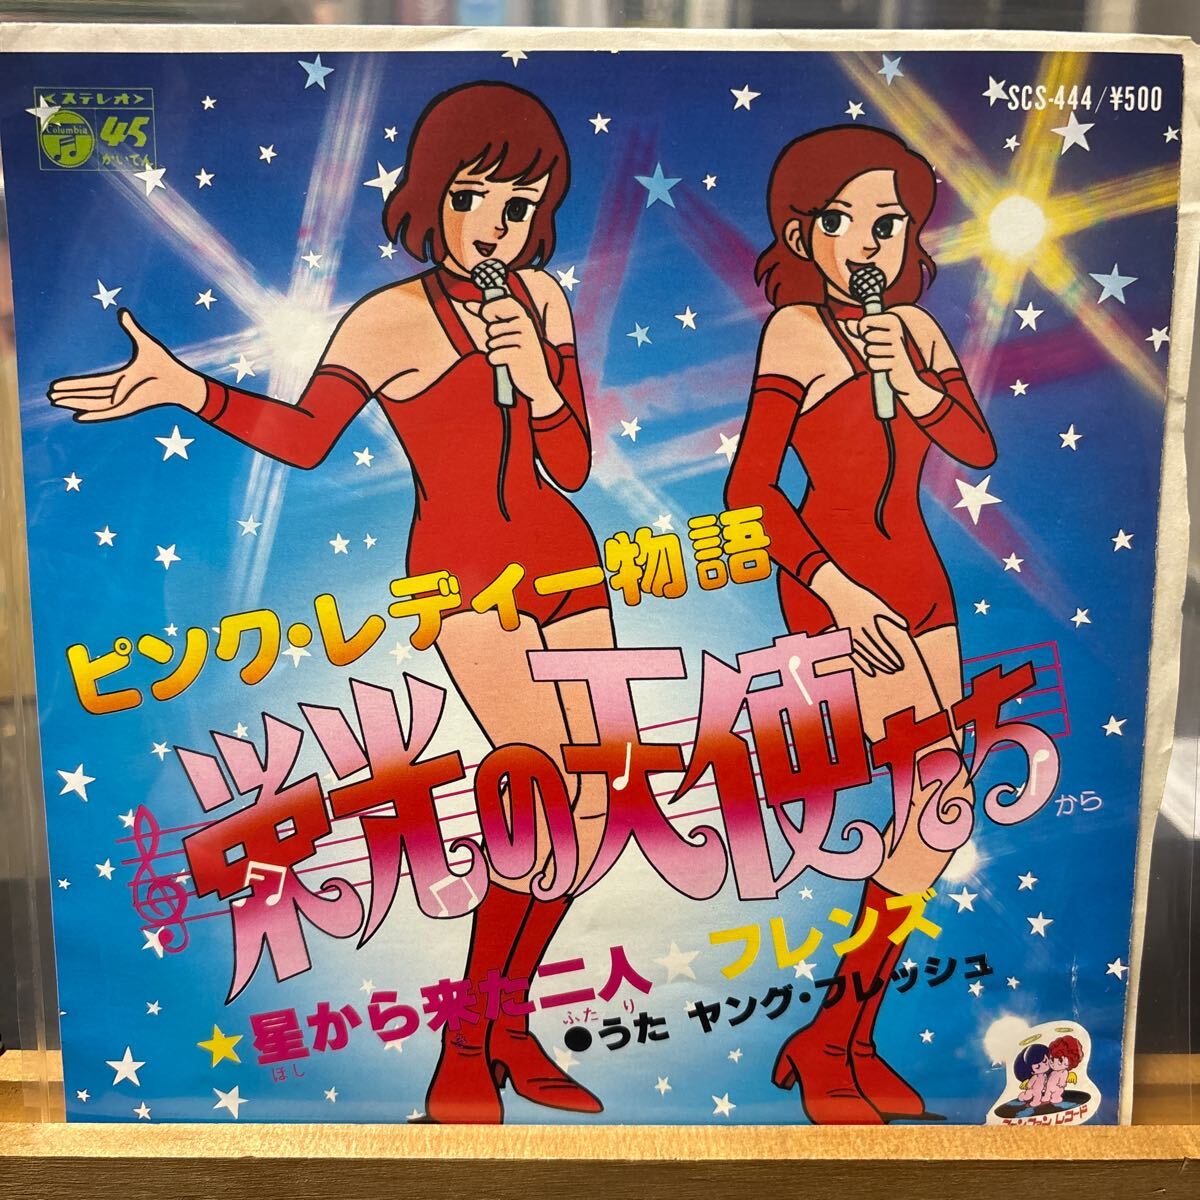 <ステレオ>
Columbia
45
かいてん
SCS-444/¥500
ピンク・レディー物語
栄光の天使たち
から
★星から来た二人★フレンズ
ほし き ふたり
●うた ヤング・フレッシュ